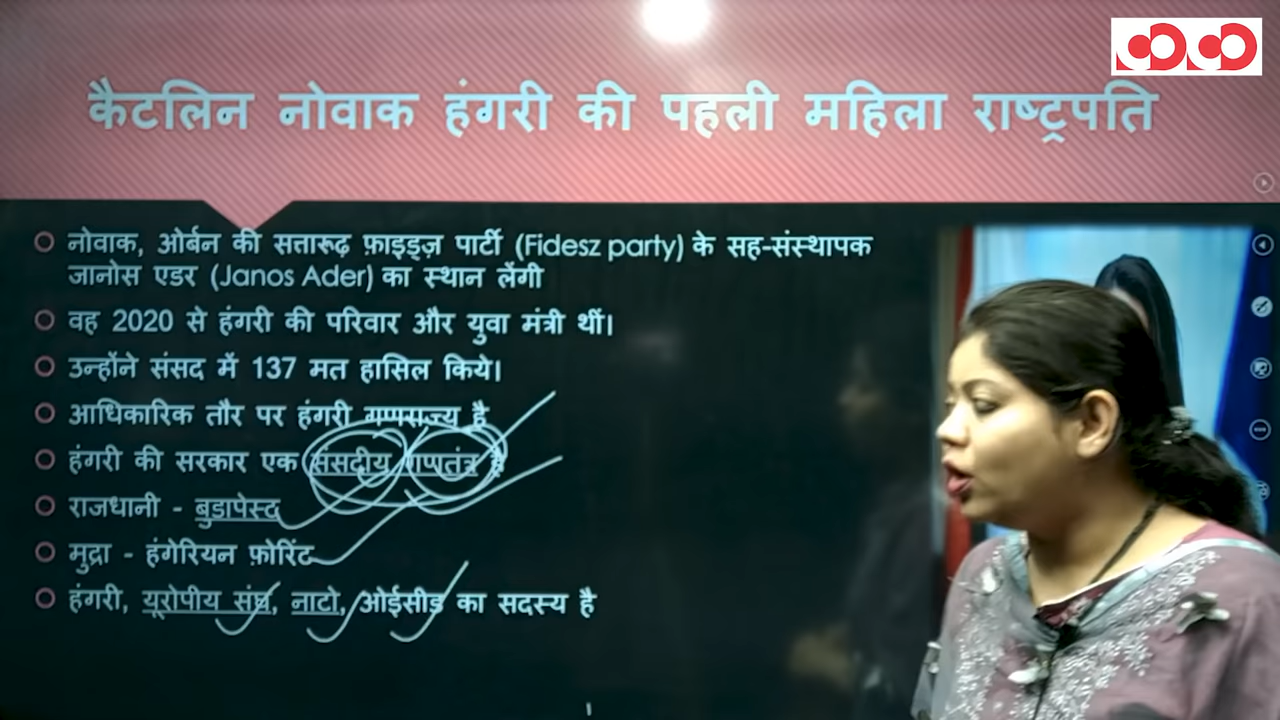 कैटलिन नोवाक हंगरी की पहली महिला राष्ट्रपति
नोवाक, ओर्बन की सत्तारूढ़ फ़ाइड्ज़ पार्टी (Fidesz party) के सह-संस्थापक
जानोस एडर (Janos Ader) का स्थान लेंगी
वह 2020 से हंगरी की परिवार और युवा मंत्री थीं।
उन्होंने संसद में 137 मत हासिल किये।
आधिकारिक तौर पर हंगरी गणराज्य है
हंगरी की सरकार एक संसदीय गणतंत्र है
राजधानी - बुडापेस्ट
मुद्रा - हंगेरियन फ़ोरिंट
हंगरी, यूरोपीय संघ, नाटो, ओईसीड का सदस्य है